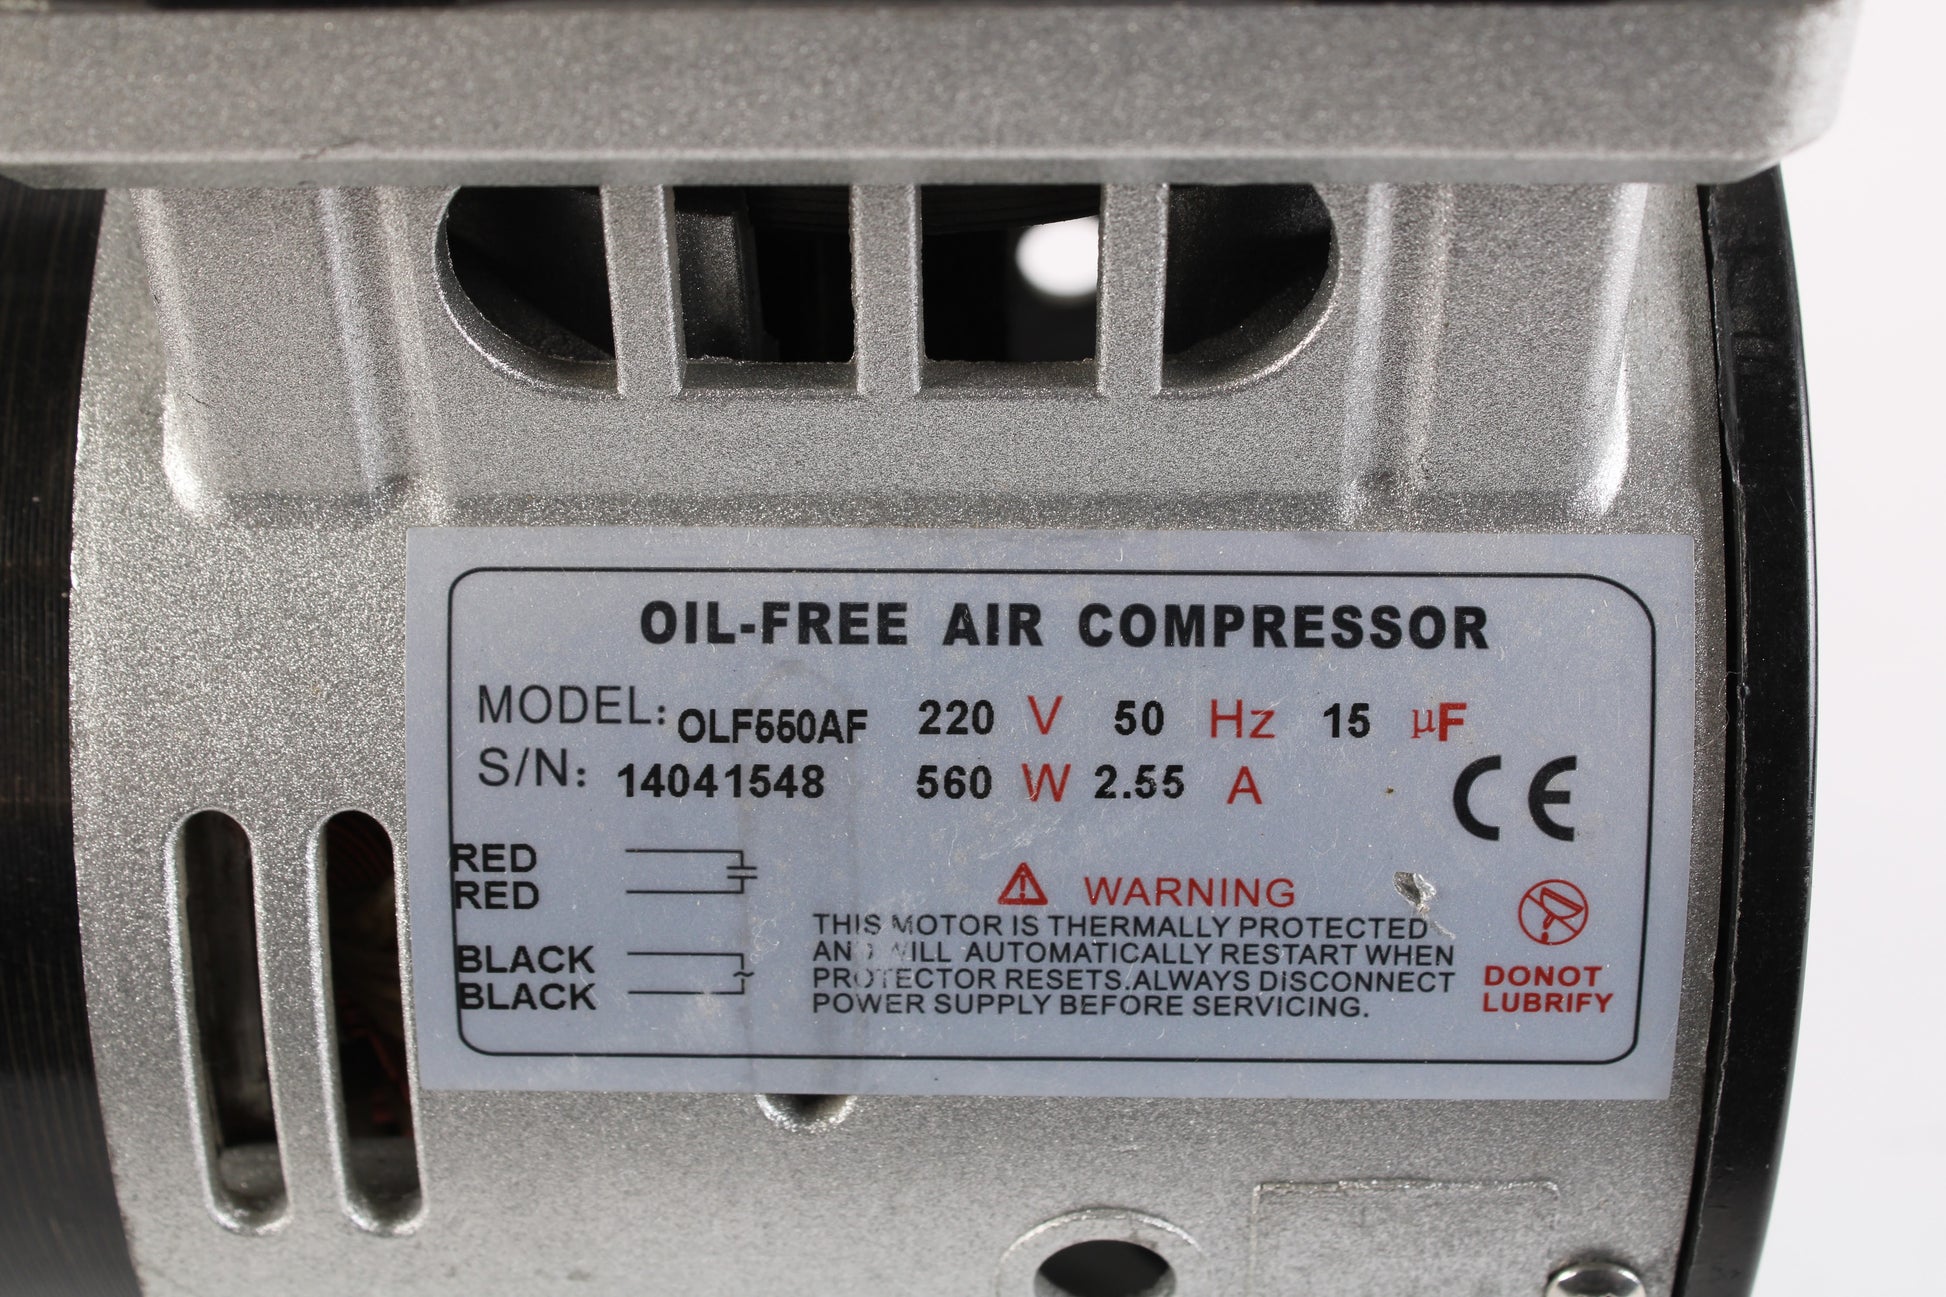 OIL-FREE AIR COMPRESSOR
MODEL: OLF550AF 220 V 50 Hz 15 µF
S/N: 14041548 560 W 2.55 A
CE
RED
RED
BLACK
BLACK
WARNING
THIS MOTOR IS THERMALLY PROTECTED
AND WILL AUTOMATICALLY RESTART WHEN
PROTECTOR RESETS.ALWAYS DISCONNECT
POWER SUPPLY BEFORE SERVICING.
DONOT
LUBRIFY